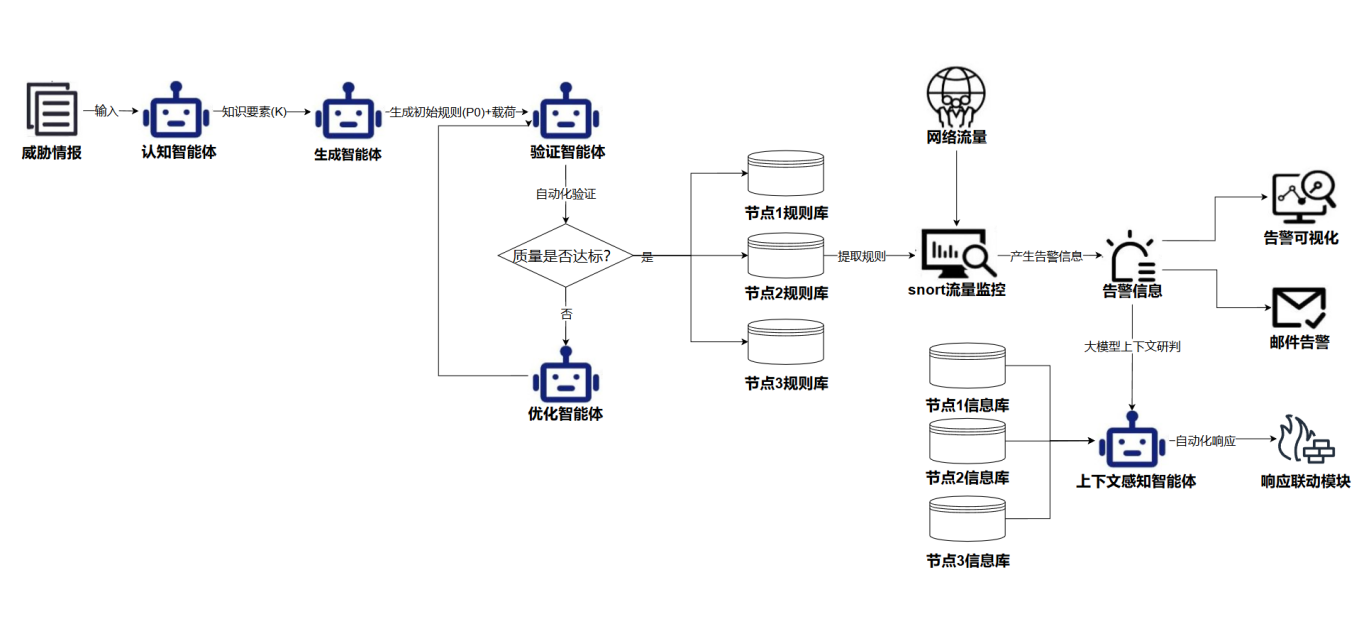 输入
威胁情报
认知智能体
知识要素(K)
生成智能体
生成初始规则(P0)+载荷
验证智能体
自动化验证
质量是否达标?
是
否
优化智能体
节点1规则库
节点2规则库
节点3规则库
提取规则
网络流量
snort流量监控
产生告警信息
告警信息
告警可视化
邮件告警
大模型上下文研判
节点1信息库
节点2信息库
节点3信息库
上下文感知智能体
自动化响应
响应联动模块